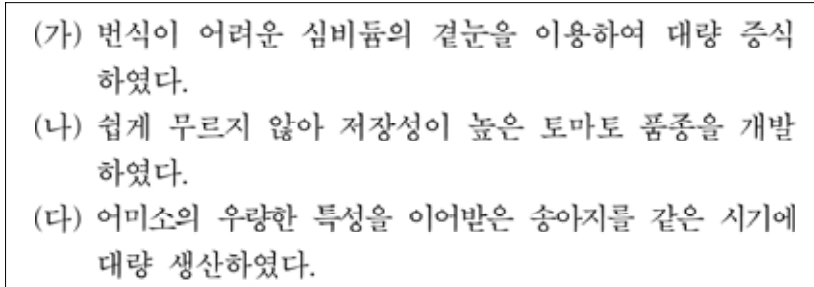 (가) 번식이 어려운 심비듐의 곁눈을 이용하여 대량 증식
하였다.
(나) 쉽게 무르지 않아 저장성이 높은 토마토 품종을 개발
하였다.
(다) 어미소의 우량한 특성을 이어받은 송아지를 같은 시기에
대량 생산하였다.